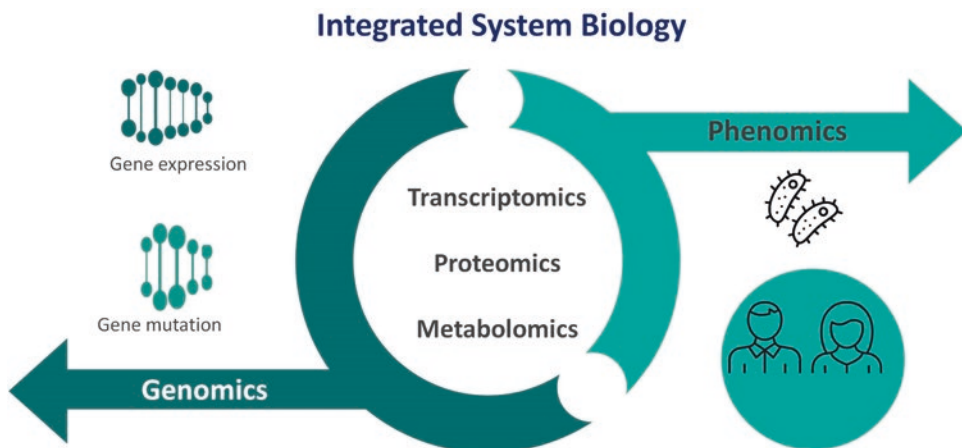 Integrated System Biology
Gene expression
Gene mutation
Genomics
Transcriptomics
Proteomics
Metabolomics
Phenomics